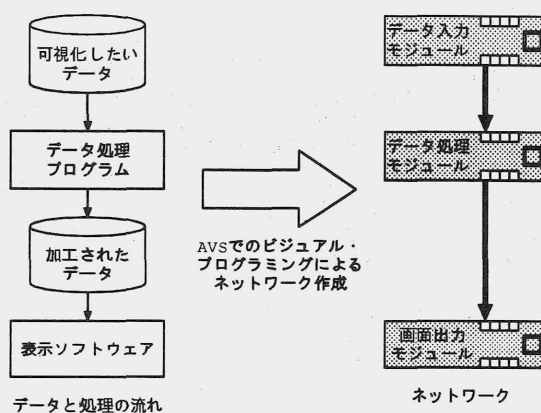 可視化したい
データ
データ処理
プログラム
加工された
データ
表示ソフトウェア
データと処理の流れ
AVSでのビジュアル・
プログラミングによる
ネットワーク作成
データ入力
モジュール
データ処理
モジュール
画面出力
モジュール
ネットワーク